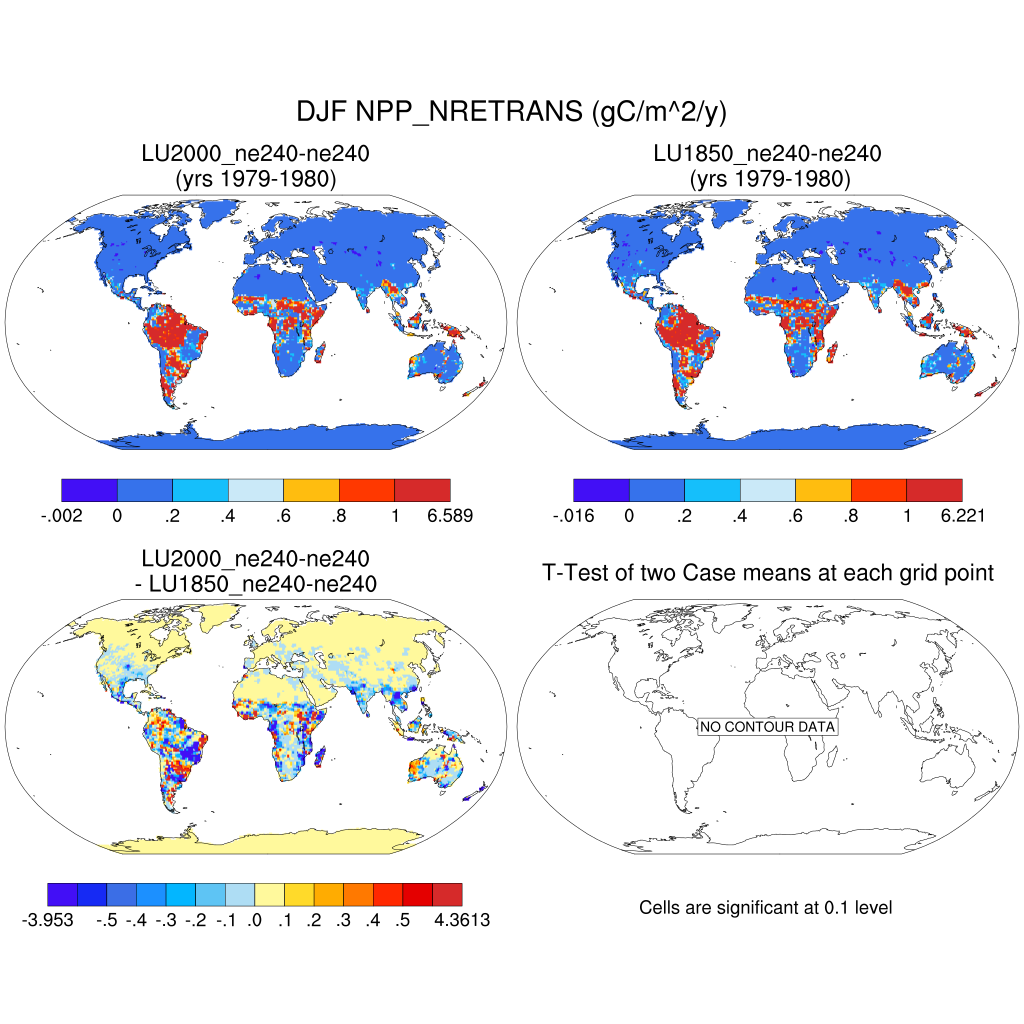 DJF NPP_NRETRANS (gC/m^2/y)
LU2000_ne240-ne240
(yrs 1979-1980)
LU1850_ne240-ne240
(yrs 1979-1980)
-.002 0 .2 .4 .6 .8 1 6.589
-.016 0 .2 .4 .6 .8 1 6.221
LU2000_ne240-ne240
- LU1850_ne240-ne240
T-Test of two Case means at each grid point
NO CONTOUR DATA
-3.953 -.5 -.4 -.3 -.2 -.1 .0 .1 .2 .3 .4 .5 4.3613
Cells are significant at 0.1 level